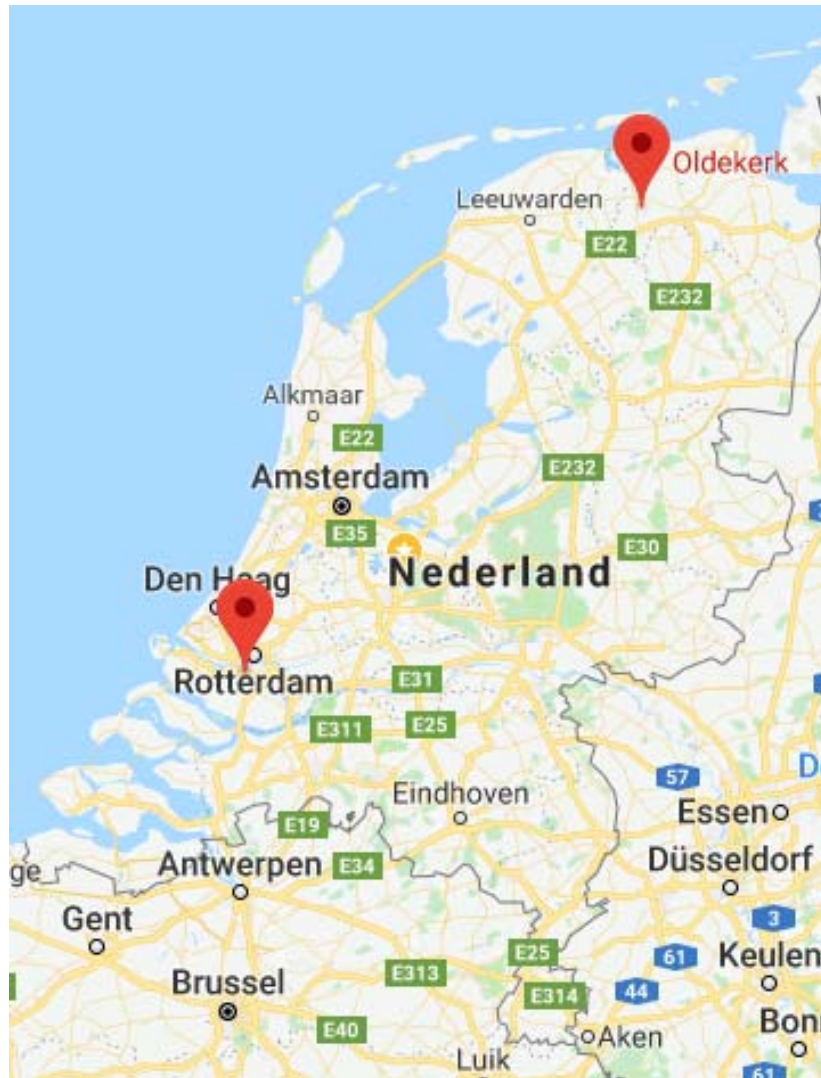 Oldekerk
Leeuwarden
E22
E232
Alkmaar
E22
E232
Amsterdam
E35
E30
Nederland
Den Haag
Rotterdam
E31
E311
E25
57
Eindhoven
Essen
E19
Düsseldorf
Antwerpen
E34
ge
Gent
3
E25
61
Keulen
E313
Brussel
44
E314
E40
Aken
Bon
Luik
61